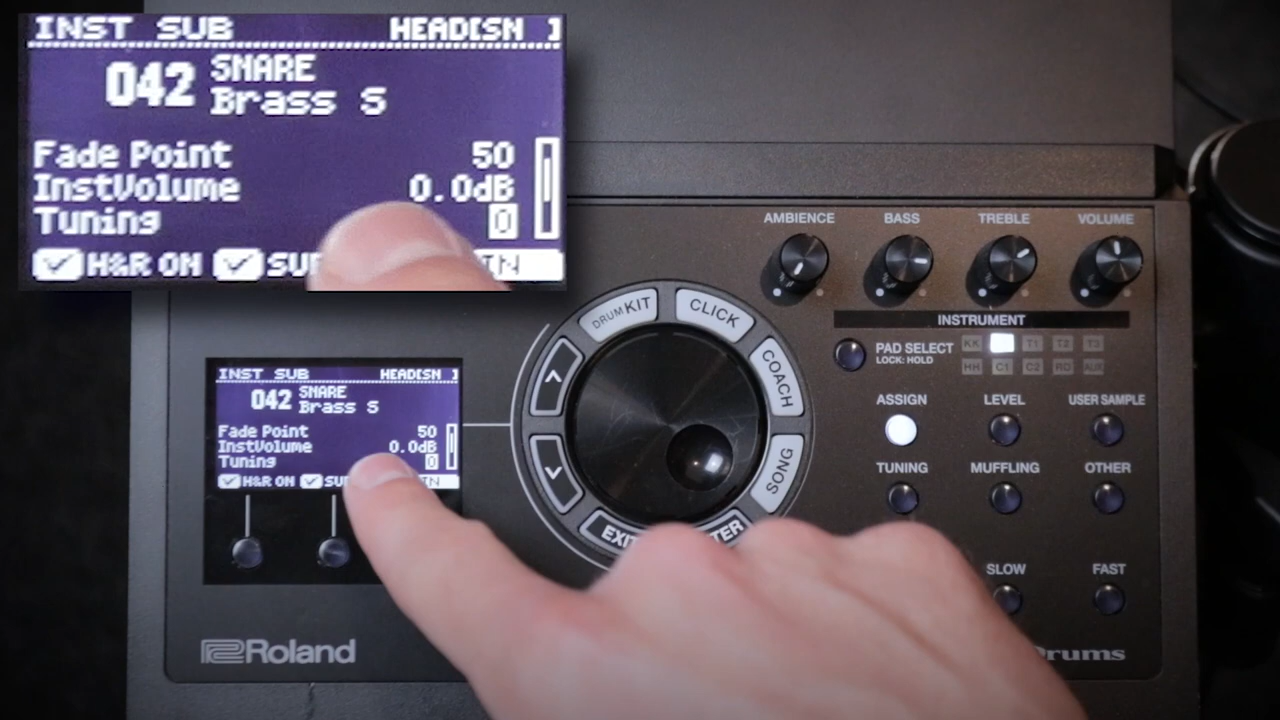 INST SUB HEAD[SN ]
042 SNARE
Brass S
Fade Point 50
InstVolume 0.0dB
Tuning 0
H&R ON SU IN
AMBIENCE BASS TREBLE VOLUME
INSTRUMENT
PAD SELECT
LOCK: HOLD
KK T1 T2 T3
HH C1 C2 RD AUX
DRUM KIT
CLICK
COACH
SONG
EXIT
TER
INST SUB HEAD[SN ]
042 SNARE
Brass S
Fade Point 50
InstVolume 0.0dB
Tuning 0
H&R ON SU IN
ASSIGN LEVEL USER SAMPLE
TUNING MUFFLING OTHER
SLOW FAST
Roland
Drums